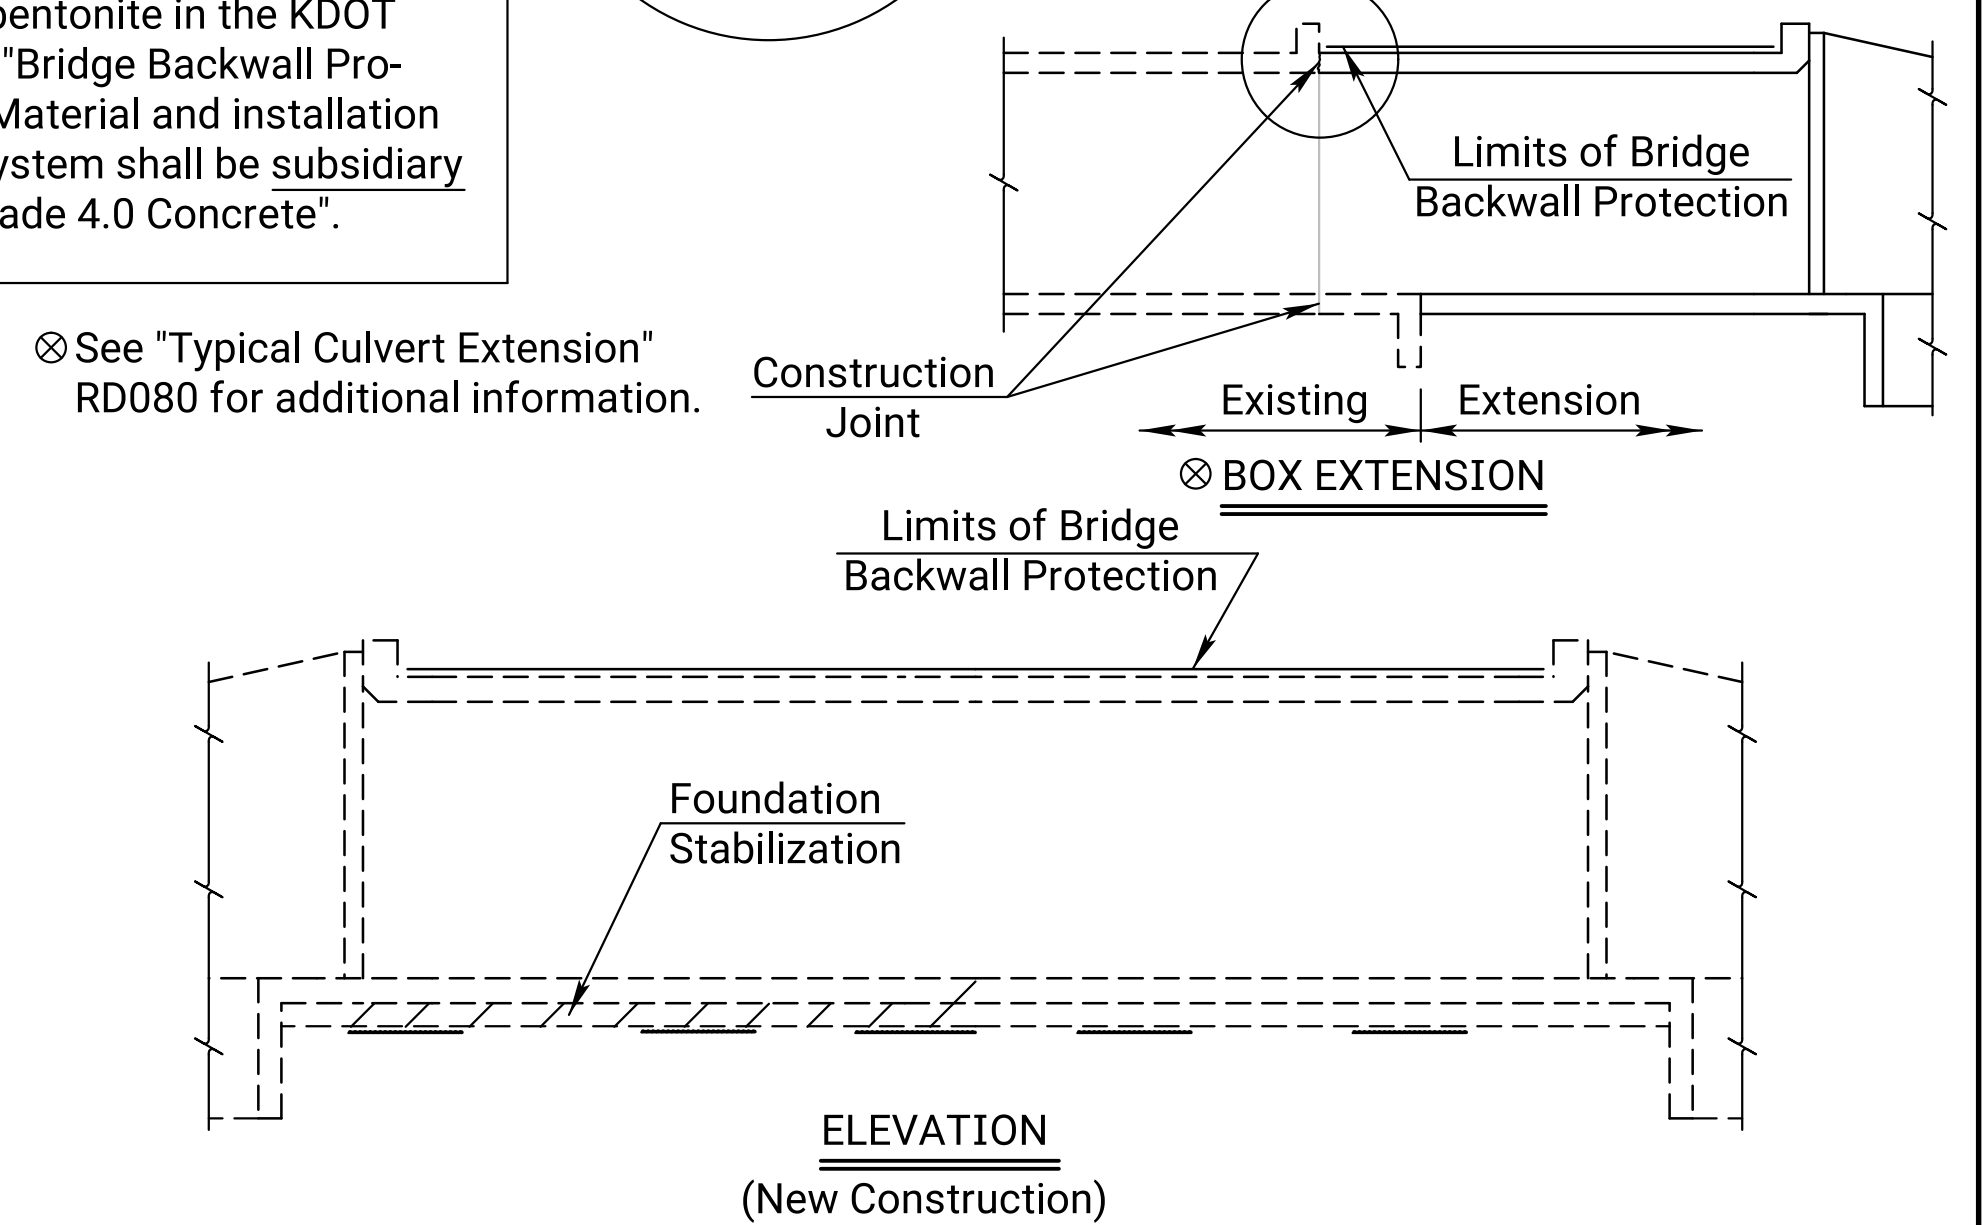 bentonite in the KDOT
"Bridge Backwall Pro-
Material and installation
system shall be subsidiary
ade 4.0 Concrete".
⊗ See "Typical Culvert Extension"
RD080 for additional information.
Limits of Bridge
Backwall Protection
Construction
Joint
Existing
Extension
⊗ BOX EXTENSION
Limits of Bridge
Backwall Protection
Foundation
Stabilization
ELEVATION
(New Construction)